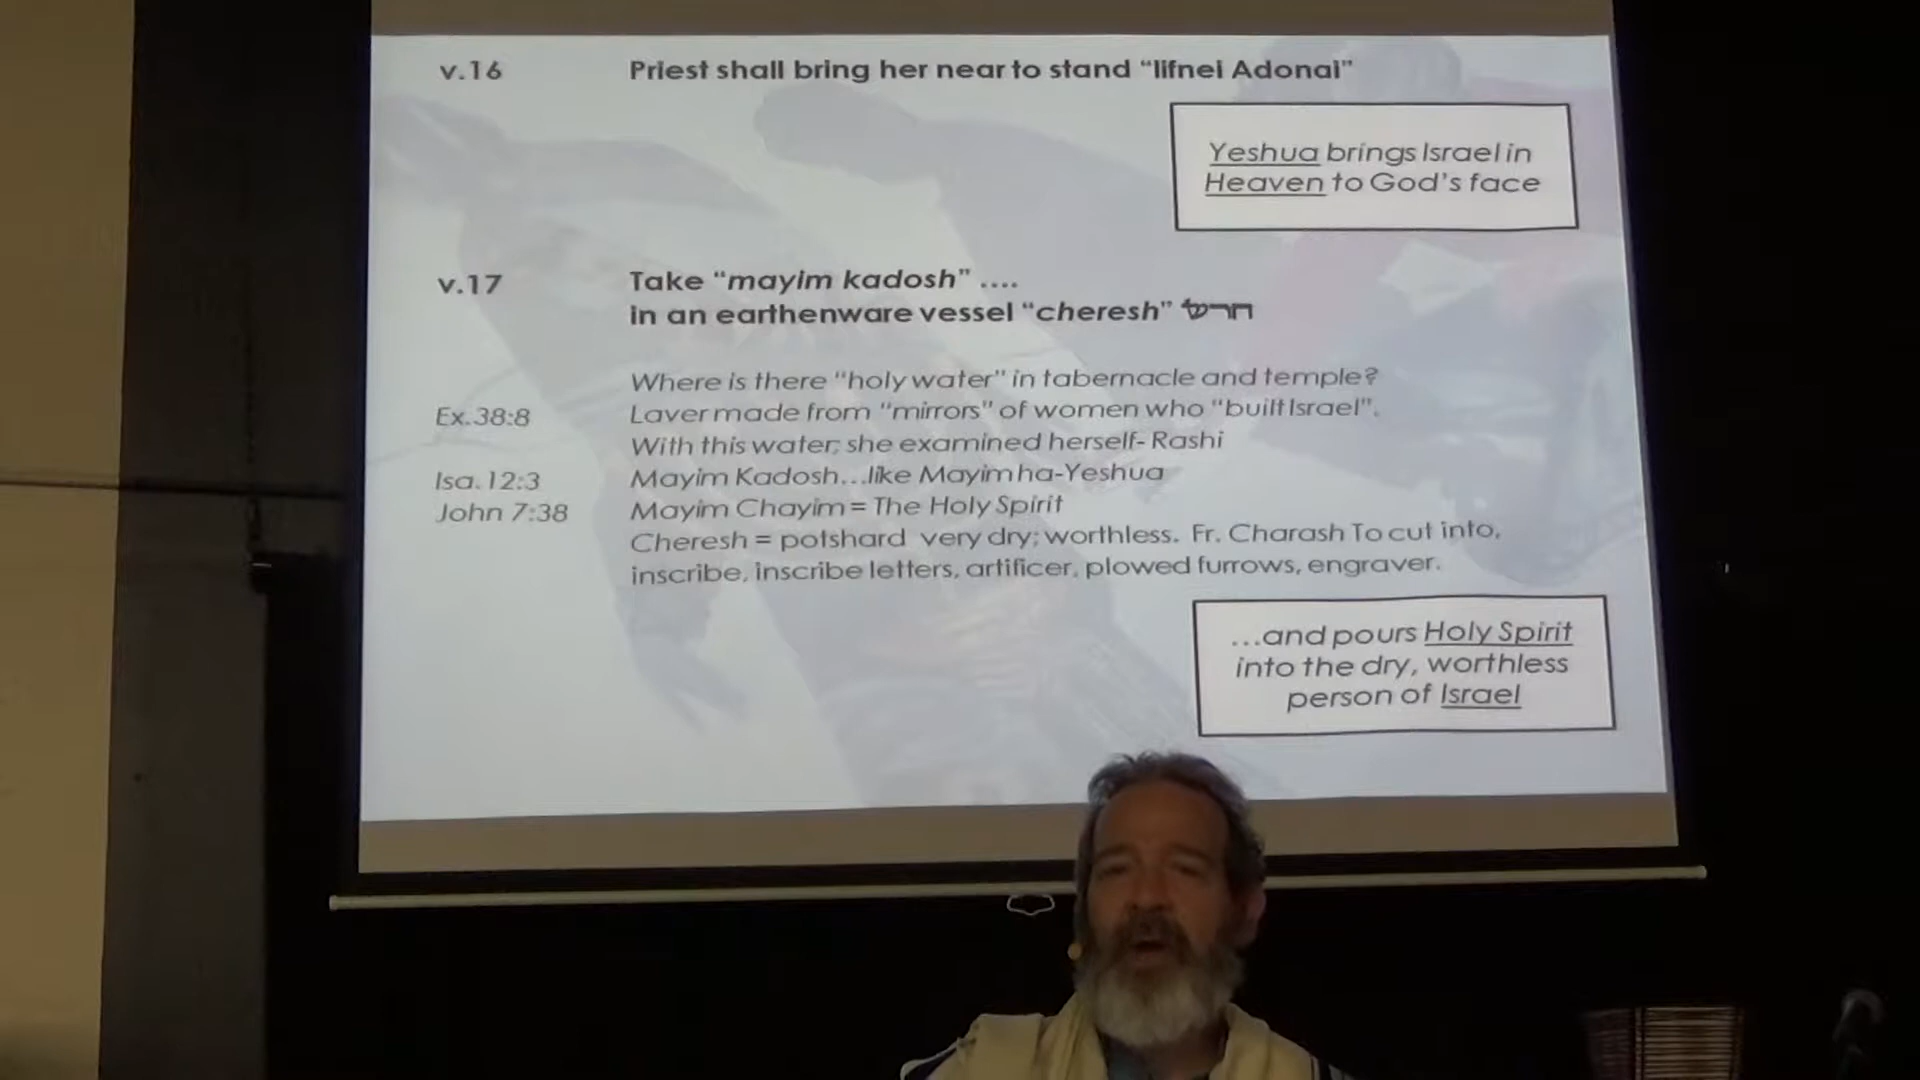 v.16 Priest shall bring her near to stand “lifnei Adonai”
Yeshua brings Israel in
Heaven to God’s face
v.17 Take “mayim kadosh” ....
in an earthenware vessel “cheresh” חרש
Where is there “holy water” in tabernacle and temple?
Ex.38:8 Laver made from “mirrors” of women who “built Israel”.
With this water; she examined herself- Rashi
Isa.12:3 Mayim Kadosh...like Mayim ha-Yeshua
John 7:38 Mayim Chayim = The Holy Spirit
Cheresh = potshard very dry; worthless. Fr. Charash To cut into,
inscribe, inscribe letters, artificer, plowed furrows, engraver.
...and pours Holy Spirit
into the dry, worthless
person of Israel